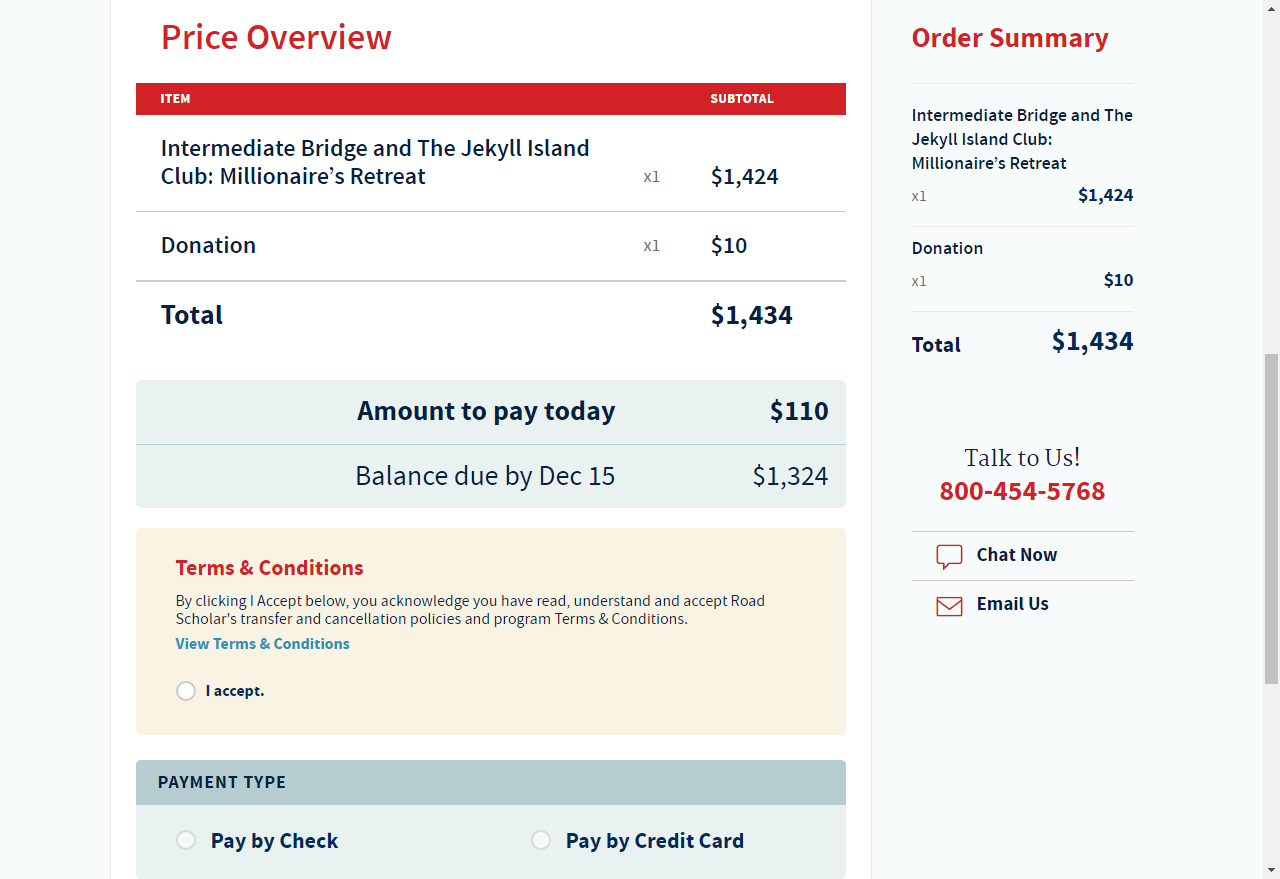 Price Overview
ITEM SUBTOTAL
Intermediate Bridge and The Jekyll Island
Club: Millionaire’s Retreat x1 $1,424
Donation x1 $10
Total $1,434
Amount to pay today $110
Balance due by Dec 15 $1,324
Terms & Conditions
By clicking I Accept below, you acknowledge you have read, understand and accept Road
Scholar's transfer and cancellation policies and program Terms & Conditions.
View Terms & Conditions
I accept.
PAYMENT TYPE
Pay by Check Pay by Credit Card
Order Summary
Intermediate Bridge and The
Jekyll Island Club:
Millionaire’s Retreat
x1 $1,424
Donation
x1 $10
Total $1,434
Talk to Us!
800-454-5768
Chat Now
Email Us